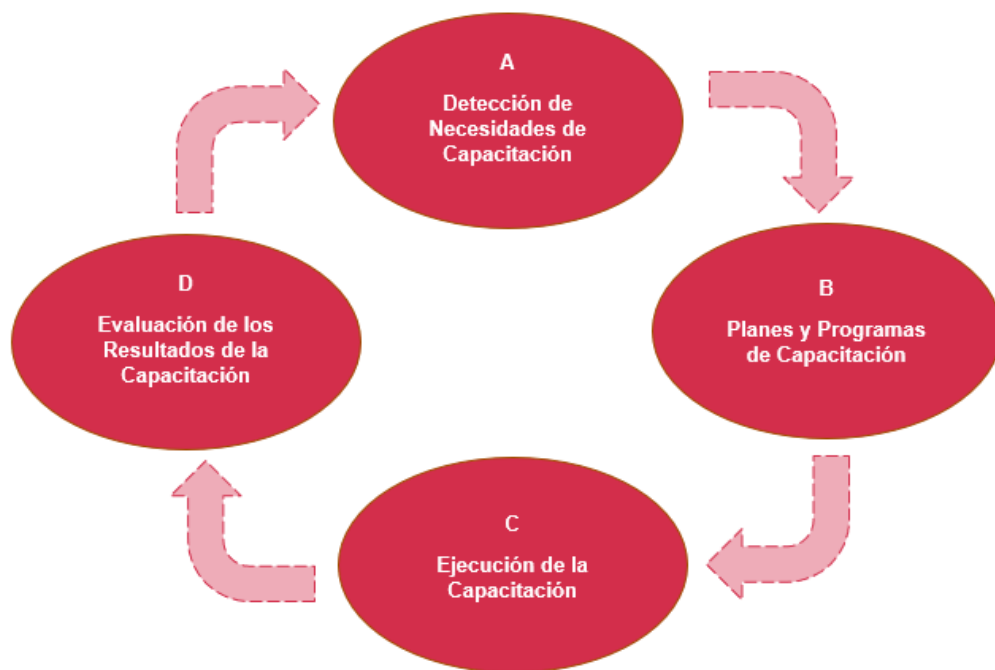 A
Detección de
Necesidades de
Capacitación
B
Planes y Programas
de Capacitación
C
Ejecución de la
Capacitación
D
Evaluación de los
Resultados de la
Capacitación